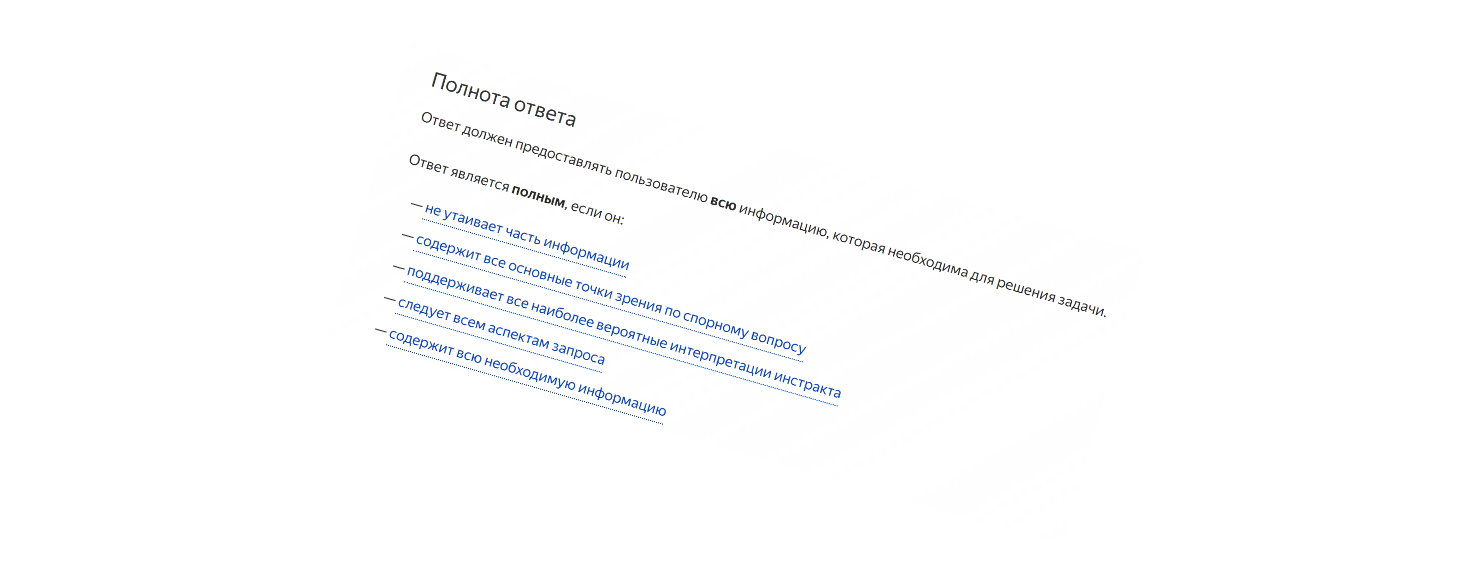 Полнота ответа
Ответ должен предоставлять пользователю всю информацию, которая необходима для решения задачи.
Ответ является полным, если он:
— не утаивает часть информации
— содержит все основные точки зрения по спорному вопросу
— поддерживает все наиболее вероятные интерпретации инстракта
— следует всем аспектам запроса
— содержит всю необходимую информацию